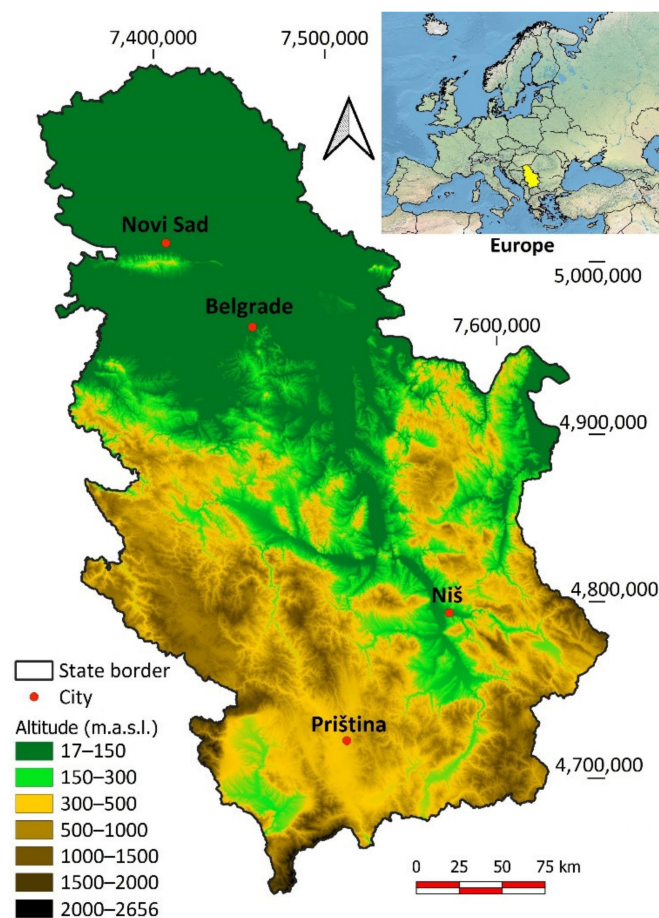 7,400,000
7,500,000
Novi Sad
Europe
5,000,000
Belgrade
7,600,000
4,900,000
Niš
4,800,000
State border
City
Priština
Altitude (m.a.s.l.)
17–150
150–300
4,700,000
300–500
500–1000
1000–1500
0 25 50 75 km
1500–2000
2000–2656